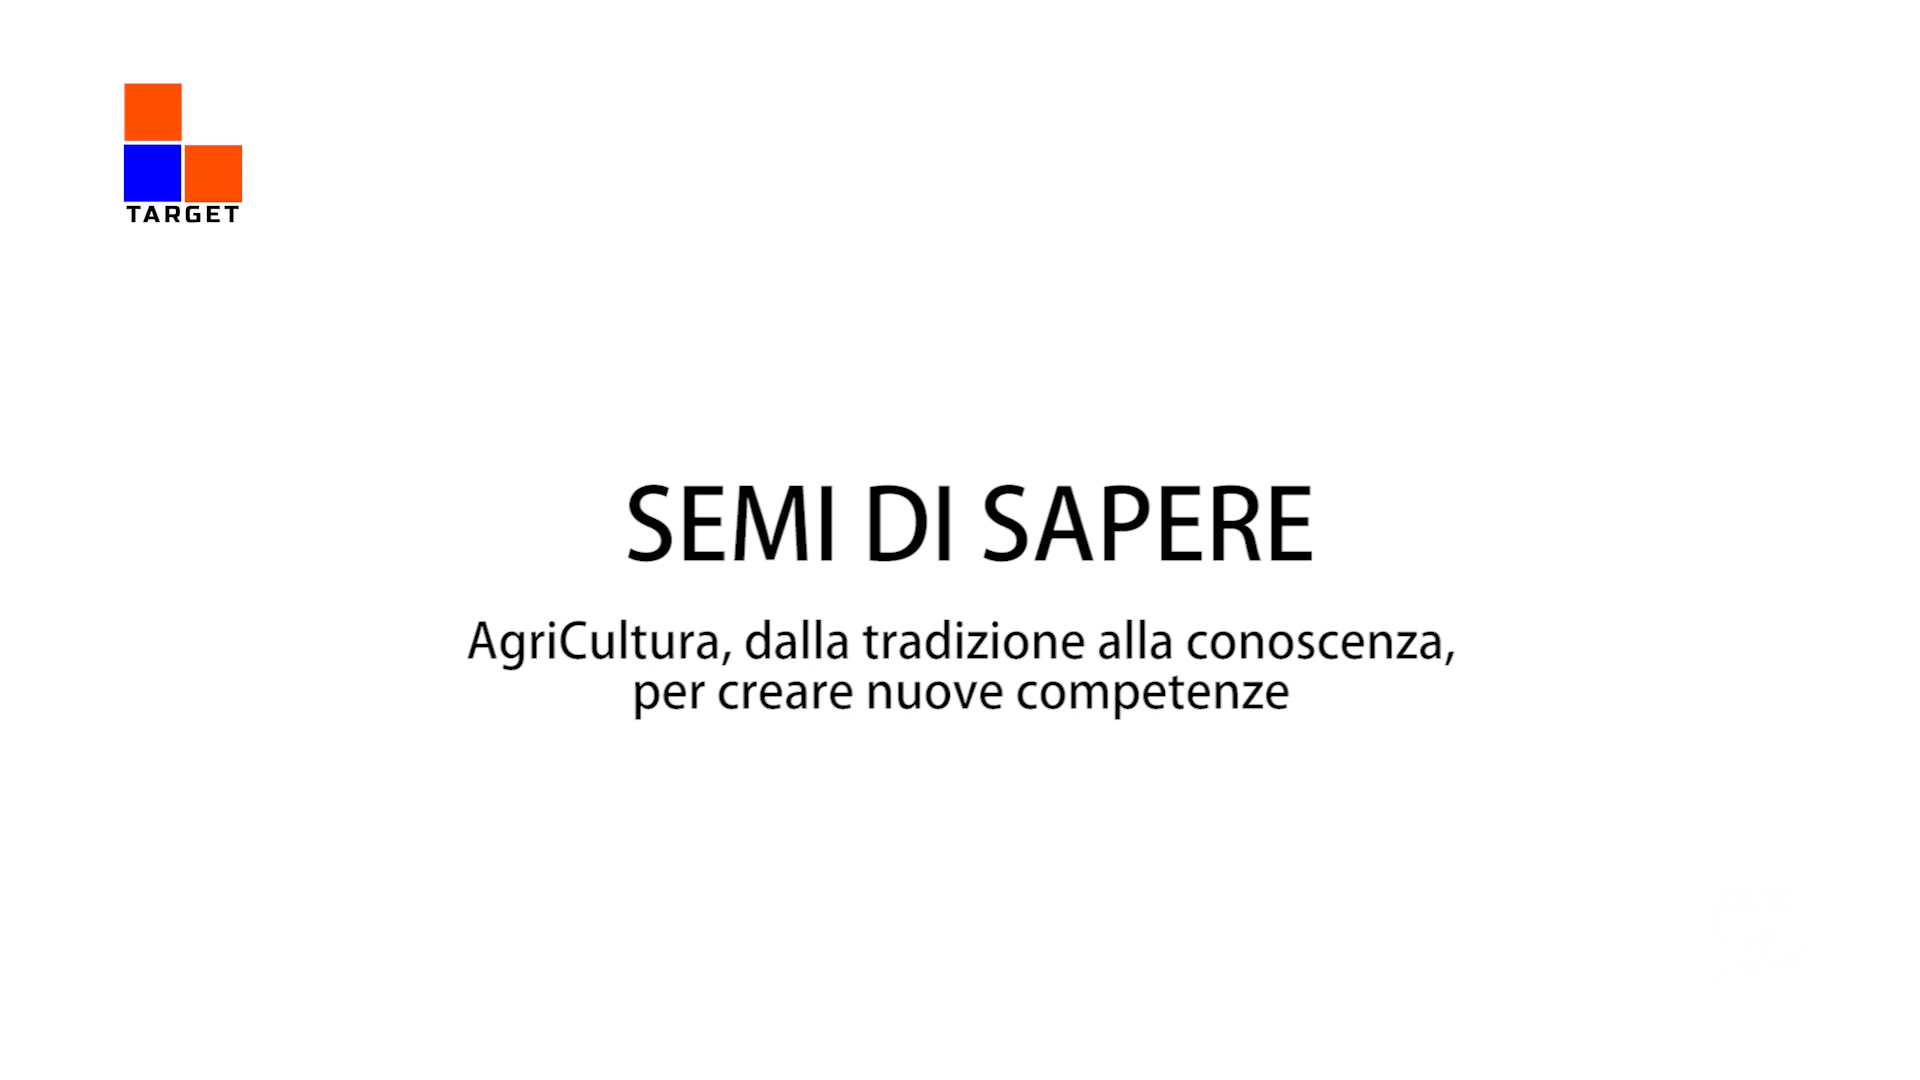 TARGET
SEMI DI SAPERE
AgriCultura, dalla tradizione alla conoscenza,
per creare nuove competenze